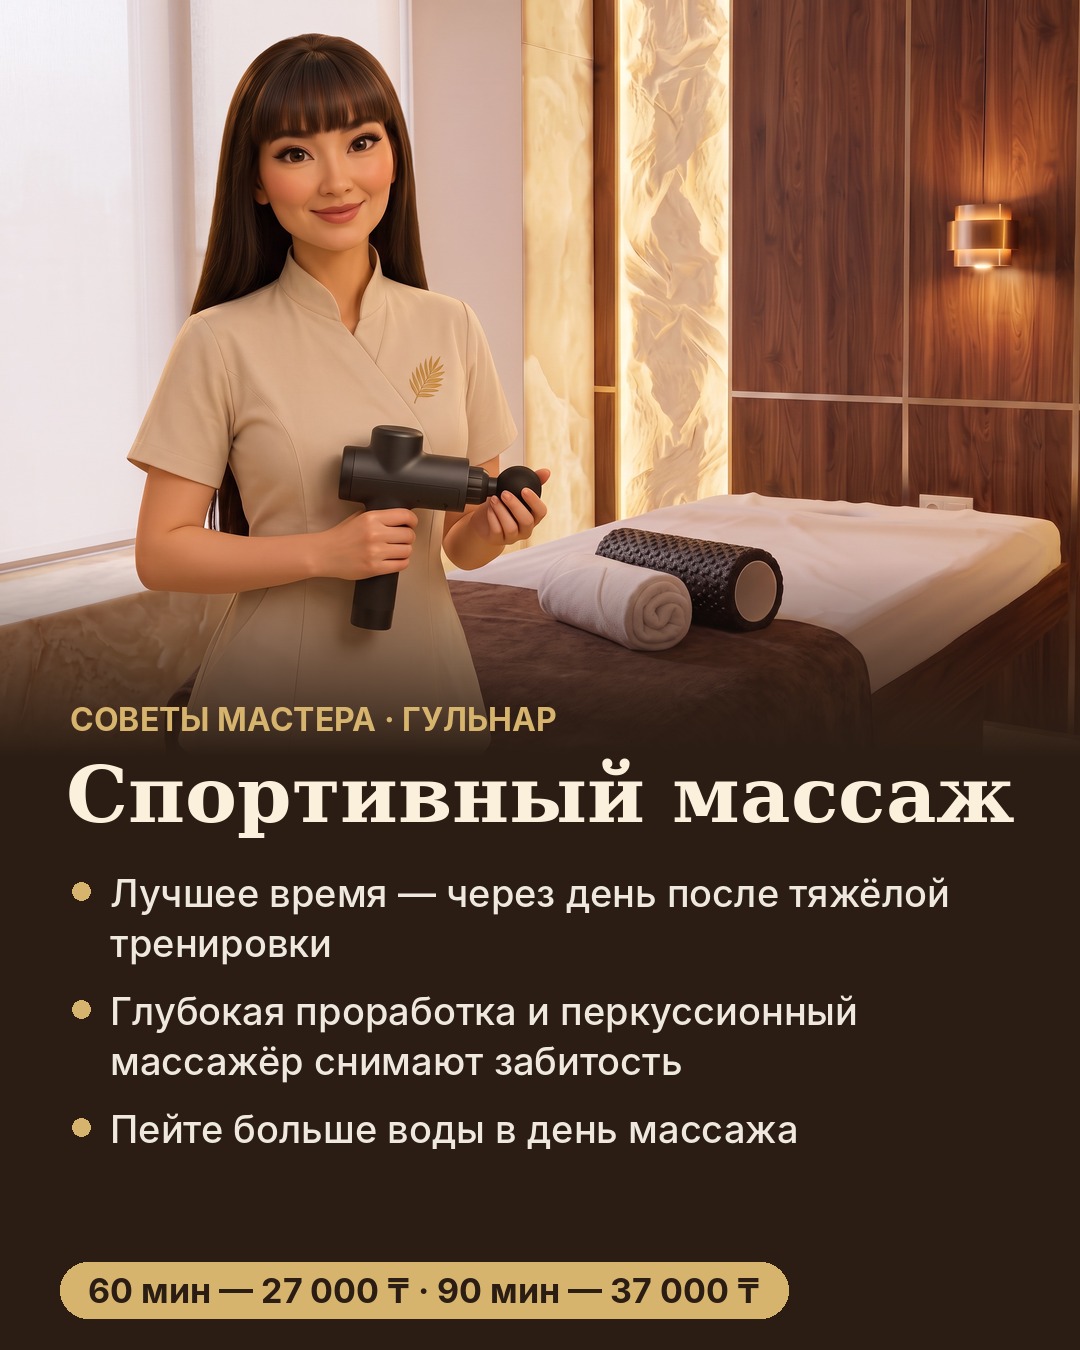 СОВЕТЫ МАСТЕРА · ГУЛЬНАР
Спортивный массаж
Лучшее время — через день после тяжёлой
тренировки
Глубокая проработка и перкуссионный
массажёр снимают забитость
Пейте больше воды в день массажа
60 мин — 27 000 ₸ · 90 мин — 37 000 ₸